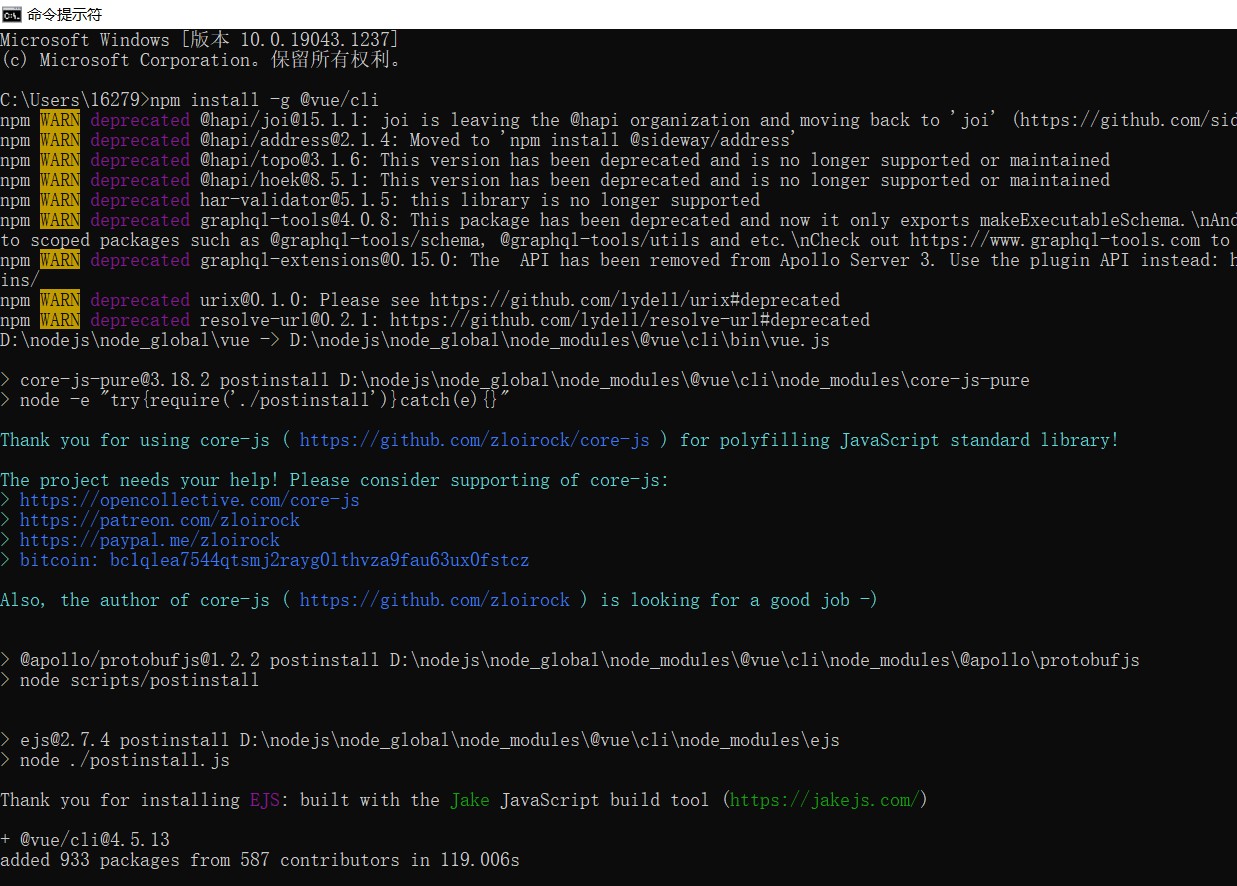 命令提示符
Microsoft Windows [版本 10.0.19043.1237]
(c) Microsoft Corporation。保留所有权利。
C:\Users\16279>npm install -g @vue/cli
npm WARN deprecated @hapi/joi@15.1.1: joi is leaving the @hapi organization and moving back to 'joi' (https://github.com/sid
npm WARN deprecated @hapi/address@2.1.4: Moved to 'npm install @sideway/address'
npm WARN deprecated @hapi/topo@3.1.6: This version has been deprecated and is no longer supported or maintained
npm WARN deprecated @hapi/hoek@8.5.1: This version has been deprecated and is no longer supported or maintained
npm WARN deprecated har-validator@5.1.5: this library is no longer supported
npm WARN deprecated graphql-tools@4.0.8: This package has been deprecated and now it only exports makeExecutableSchema.\nAnd
to scoped packages such as @graphql-tools/schema, @graphql-tools/utils and etc.\nCheck out https://www.graphql-tools.com to
npm WARN deprecated graphql-extensions@0.15.0: The  API has been removed from Apollo Server 3. Use the plugin API instead: h
ins/
npm WARN deprecated urix@0.1.0: Please see https://github.com/lydell/urix#deprecated
npm WARN deprecated resolve-url@0.2.1: https://github.com/lydell/resolve-url#deprecated
D:\nodejs\node_global\vue -> D:\nodejs\node_global\node_modules\@vue\cli\bin\vue.js
> core-js-pure@3.18.2 postinstall D:\nodejs\node_global\node_modules\@vue\cli\node_modules\core-js-pure
> node -e "try{require('./postinstall')}catch(e){}"
Thank you for using core-js ( https://github.com/zloirock/core-js ) for polyfilling JavaScript standard library!
The project needs your help! Please consider supporting of core-js:
> https://opencollective.com/core-js
> https://patreon.com/zloirock
> https://paypal.me/zloirock
> bitcoin: bc1qlea7544qtsmj2rayg0lthvza9fau63ux0fstcz
Also, the author of core-js ( https://github.com/zloirock ) is looking for a good job -)
> @apollo/protobufjs@1.2.2 postinstall D:\nodejs\node_global\node_modules\@vue\cli\node_modules\@apollo\protobufjs
> node scripts/postinstall
> ejs@2.7.4 postinstall D:\nodejs\node_global\node_modules\@vue\cli\node_modules\ejs
> node ./postinstall.js
Thank you for installing EJS: built with the Jake JavaScript build tool (https://jakejs.com/)
+ @vue/cli@4.5.13
added 933 packages from 587 contributors in 119.006s